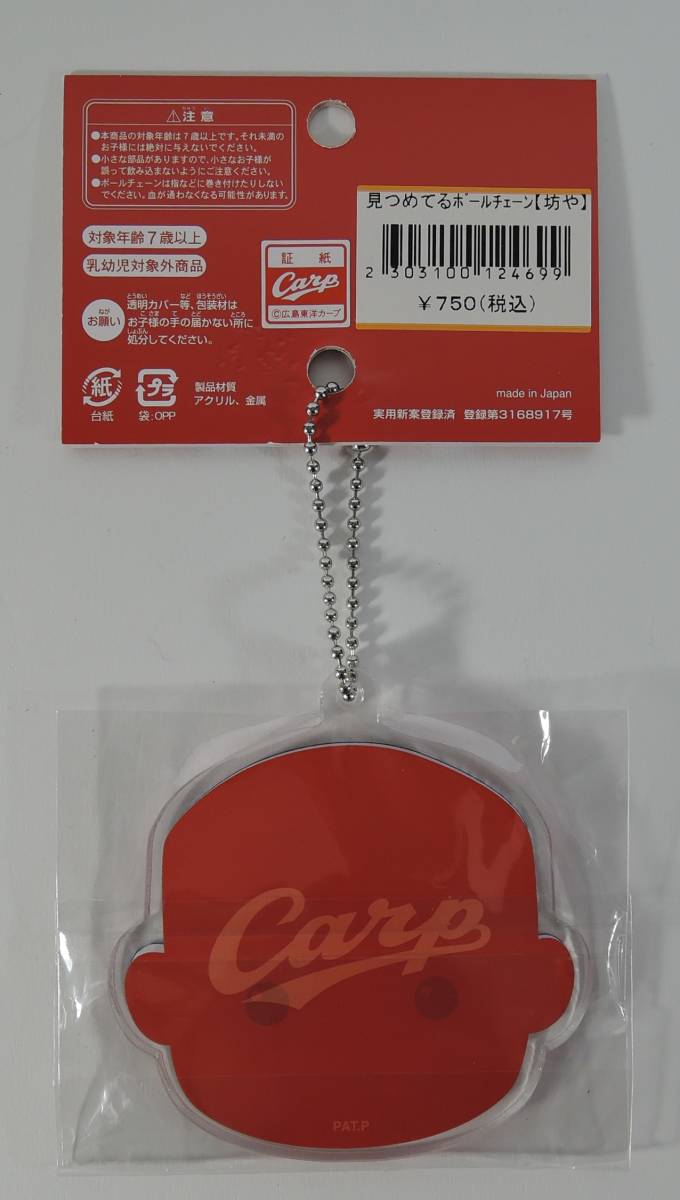 ⚠注意
●本商品の対象年齢は7歳以上です。それ未満の
お子様には絶対に与えないでください。
●小さな部品がありますので、小さなお子様が
誤って飲み込まないようにご注意ください。
●ボールチェーンは指などに巻き付けたりしない
でください。血が通わなくなる可能性があります。
対象年齢7歳以上
乳幼児対象外商品
お願い
透明カバー等、包装材は
お子様の手の届かない所に
処分してください。
証紙
Carp
©広島東洋カープ
見つめてるボールチェーン【坊や】
2 303100 124699
¥750(税込)
紙
台紙
プラ
袋:OPP
製品材質
アクリル、金属
made in Japan
実用新案登録済 登録第3168917号
Carp
PAT.P